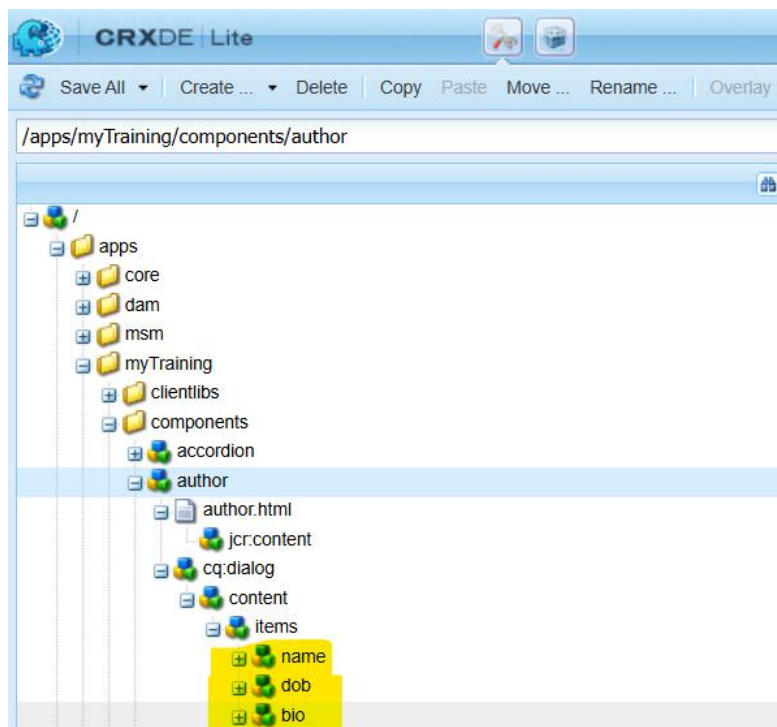 CRXDE | Lite
Save All Create ... Delete Copy Paste Move ... Rename ... Overlay
/apps/myTraining/components/author
/
apps
core
dam
msm
myTraining
clientlibs
components
accordion
author
author.html
jcr:content
cq:dialog
content
items
name
dob
bio